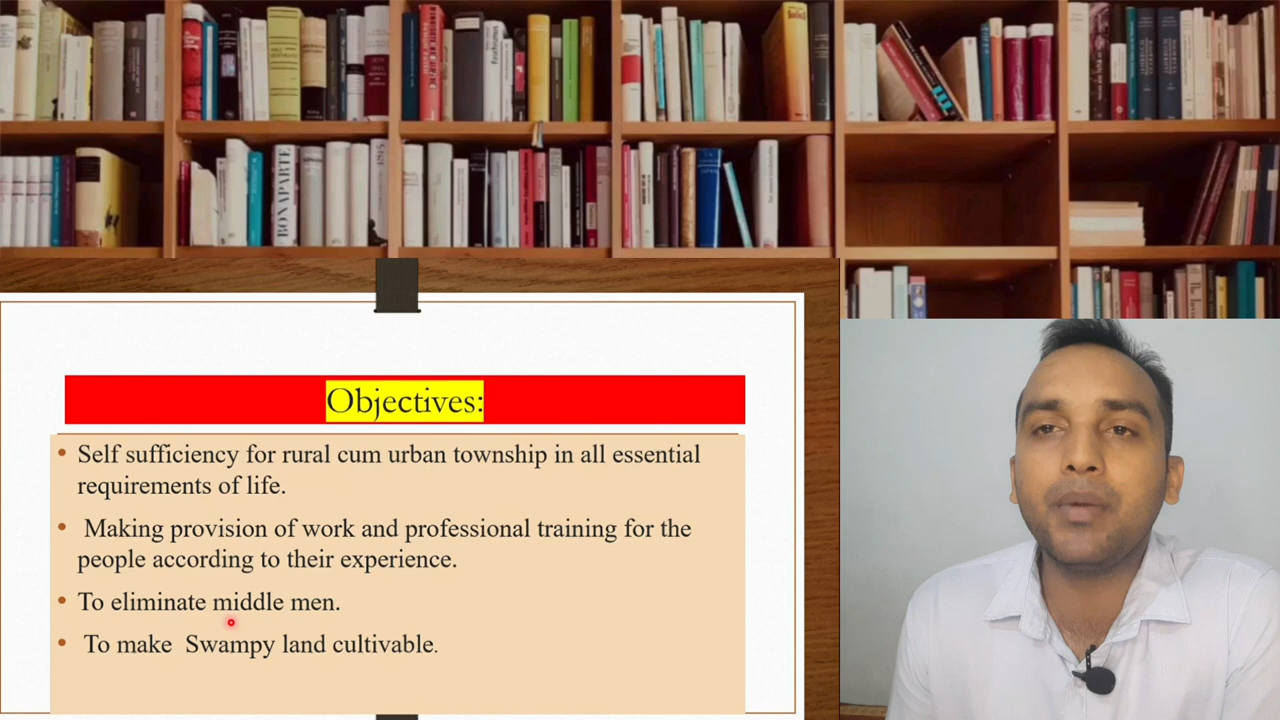 BONAPARTE
Objectives:
• Self sufficiency for rural cum urban township in all essential
requirements of life.
• Making provision of work and professional training for the
people according to their experience.
• To eliminate middle men.
• To make Swampy land cultivable.